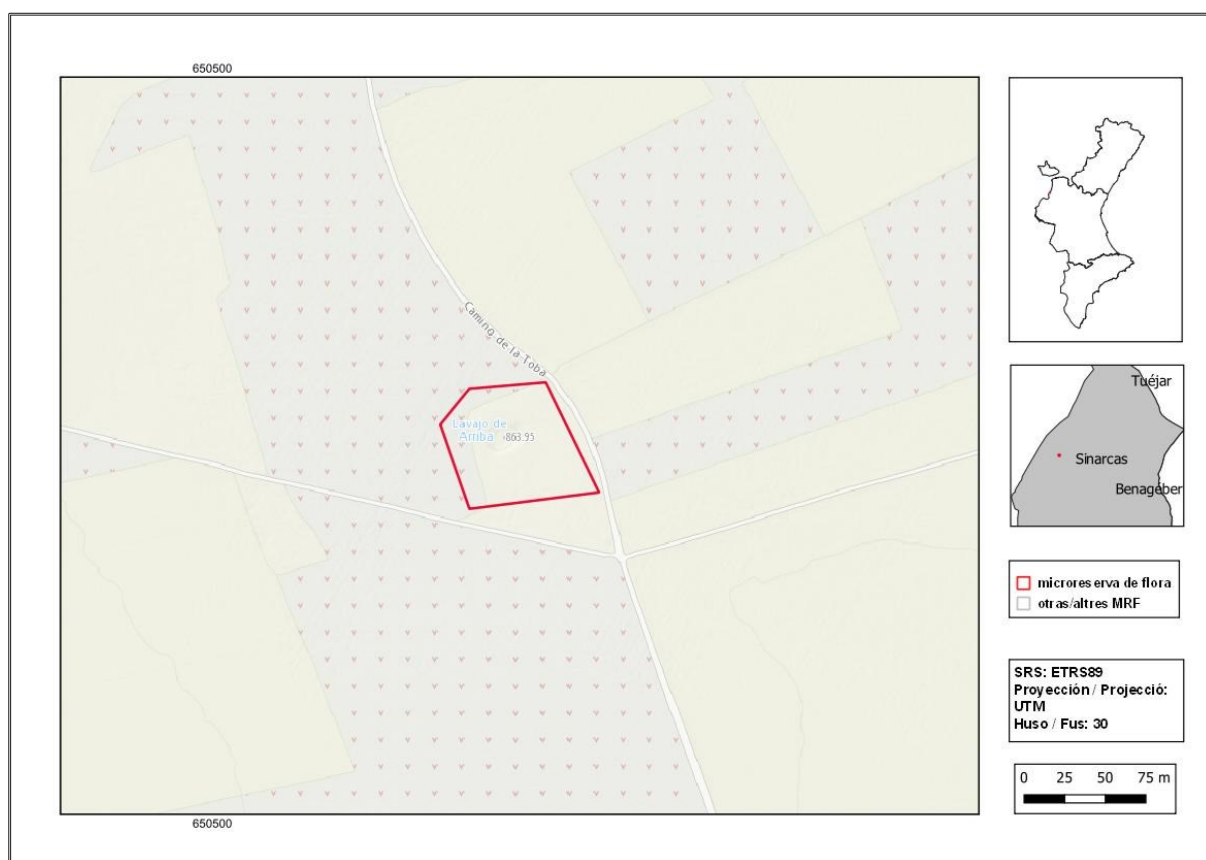 650500
Camino de la Toba
Lavajo de
Arriba
863.95
650500
Tuéjar
Sinarcas
Benagéber
microreserva de flora
otras/altres MRF
SRS: ETRS89
Proyección / Projecció:
UTM
Huso / Fus: 30
0 25 50 75 m